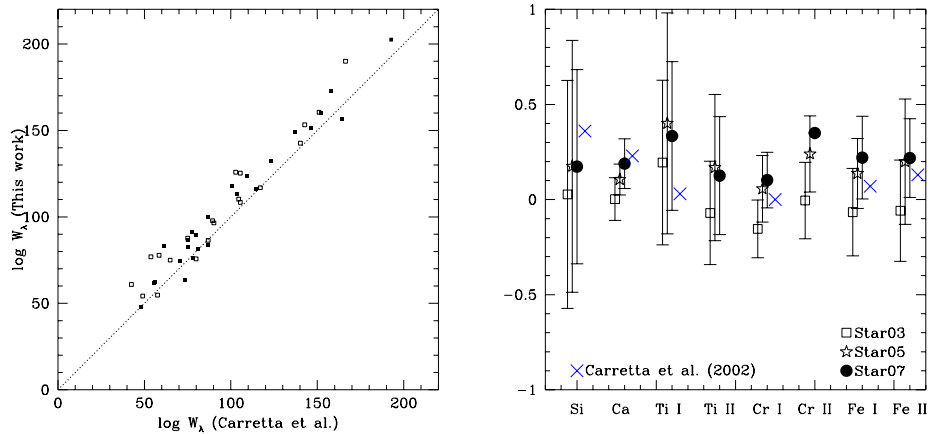 200
150
100
50
0
0 50 100 150 200
log Wλ (This work)
log Wλ (Carretta et al.)
1
0.5
0
−0.5
−1
Star03
Star05
Star07
Carretta et al. (2002)
Si Ca Ti I Ti II Cr I Cr II Fe I Fe II